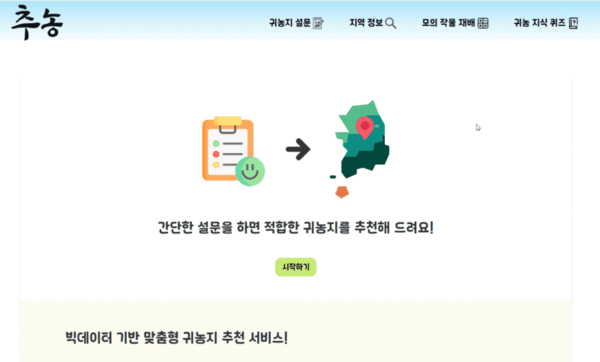 추농
귀농지 설문
지역 정보
모의 작물 재배
귀농 지식 퀴즈
간단한 설문을 하면 적합한 귀농지를 추천해 드려요!
시작하기
빅데이터 기반 맞춤형 귀농지 추천 서비스!